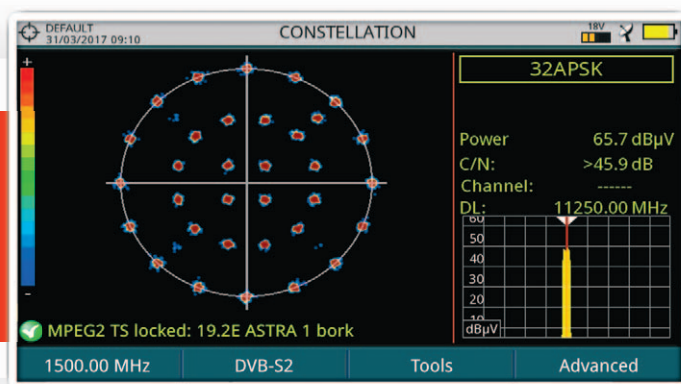 DEFAULT
31/03/2017 09:10
CONSTELLATION
18V
+
32APSK
Power 65.7 dBµV
C/N: >45.9 dB
Channel: ------
DL: 11250.00 MHz
60
50
40
30
20
10
dBµV
-
MPEG2 TS locked: 19.2E ASTRA 1 bork
1500.00 MHz DVB-S2 Tools Advanced